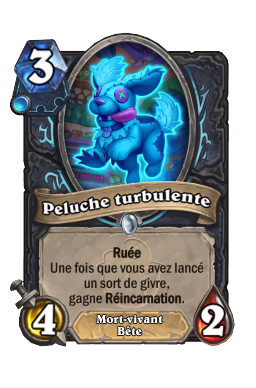 3
Peluche turbulente
Ruée
Une fois que vous avez lancé
un sort de givre,
gagne Réincarnation.
Mort-vivant
Bête
4
2